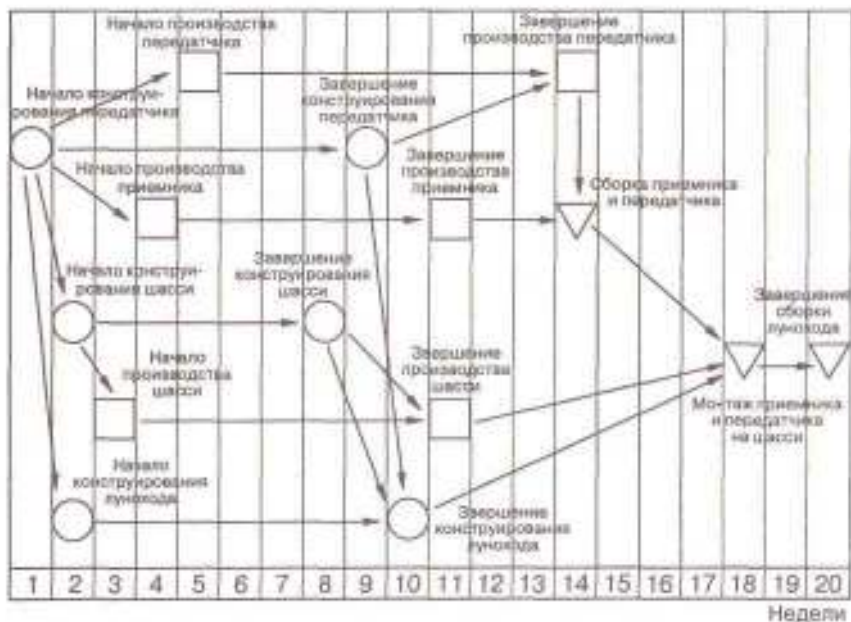 Начало производства
передатчика
Завершение
производства передатчика
Начало констру-
ирования передатчика
Завершение
конструирования
передатчика
Начало производства
приемника
Завершение
производства
приемника
Сборка приемника
и передатчика
Начало констру-
ирования шасси
Завершение
конструирования
шасси
Завершение
сборки
лунохода
Начало
производства
шасси
Завершение
производства
шасси
Монтаж приемника
и передатчика
на шасси
Начало
конструирования
лунохода
Завершение
конструирования
лунохода
1 2 3 4 5 6 7 8 9 10 11 12 13 14 15 16 17 18 19 20
Недели